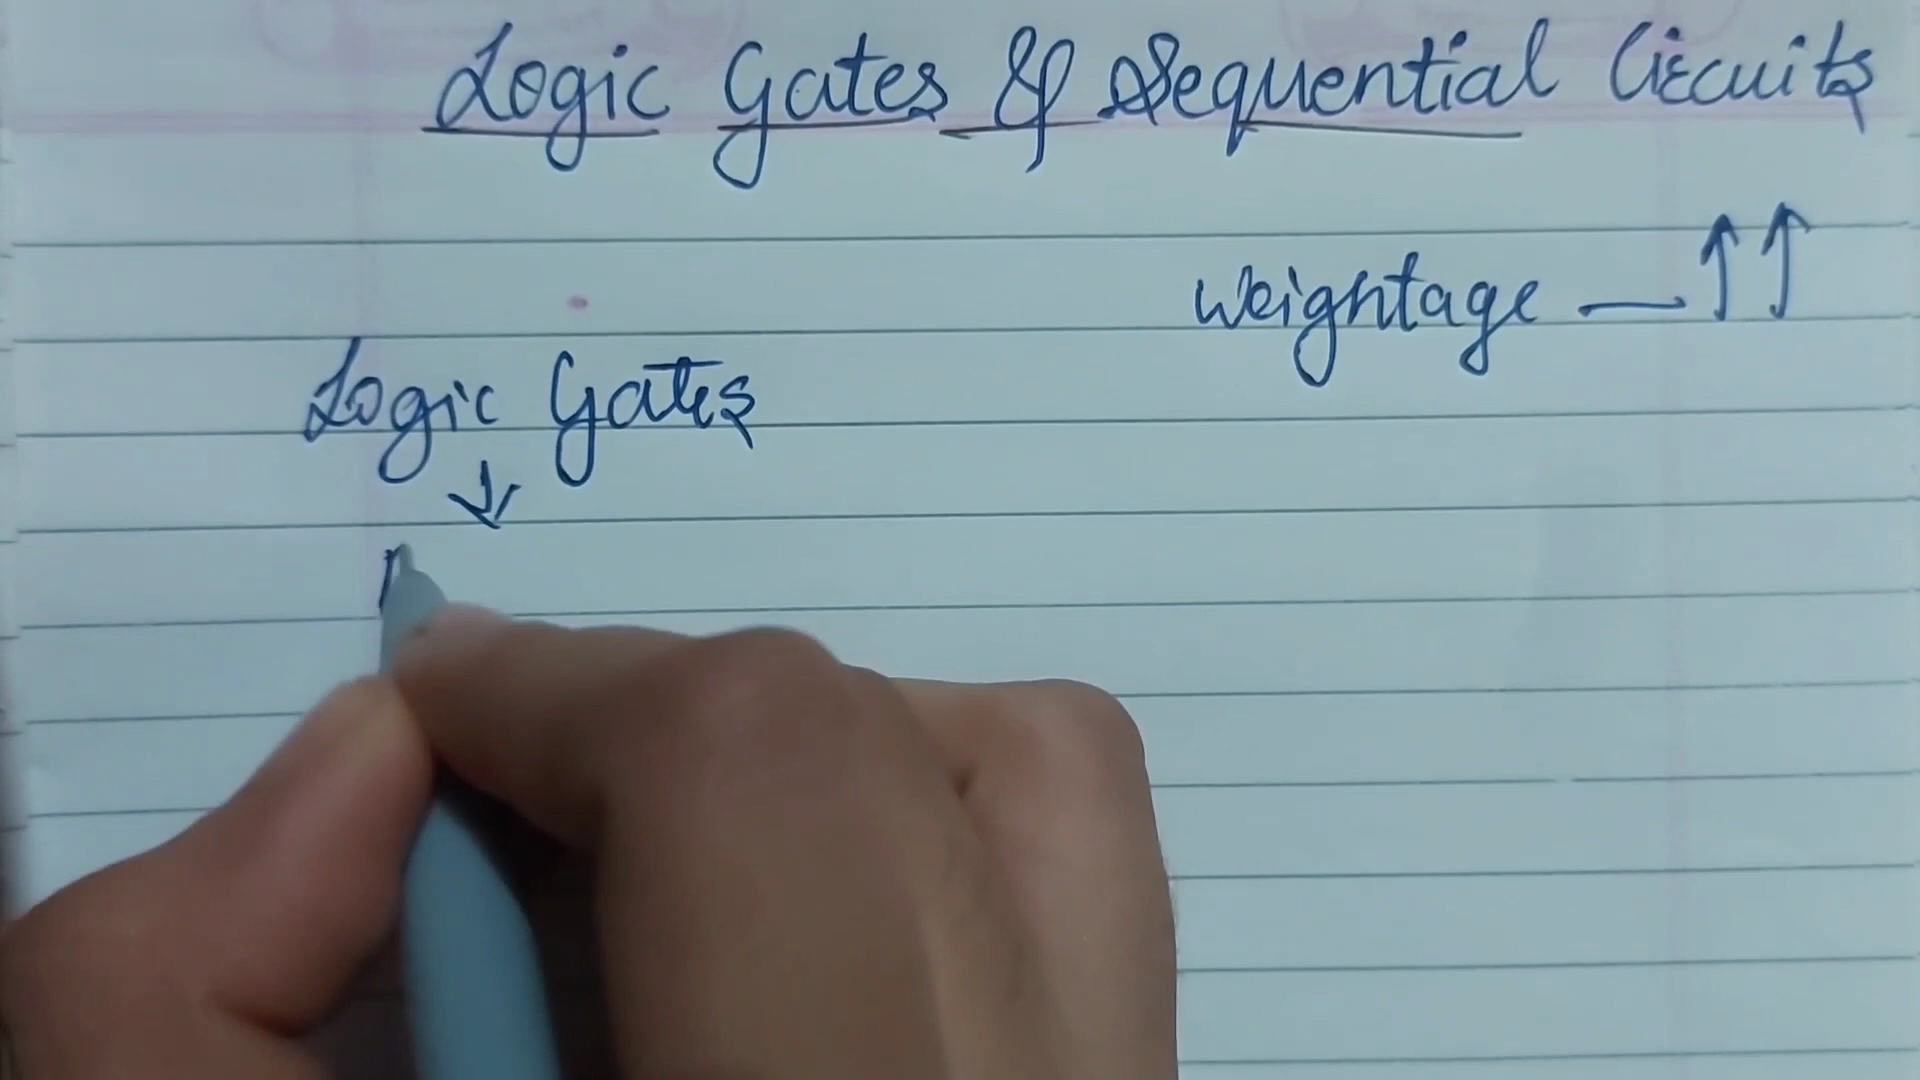 Logic Gates & Sequential Circuits
Weightage — ↑↑
Logic Gates
↓